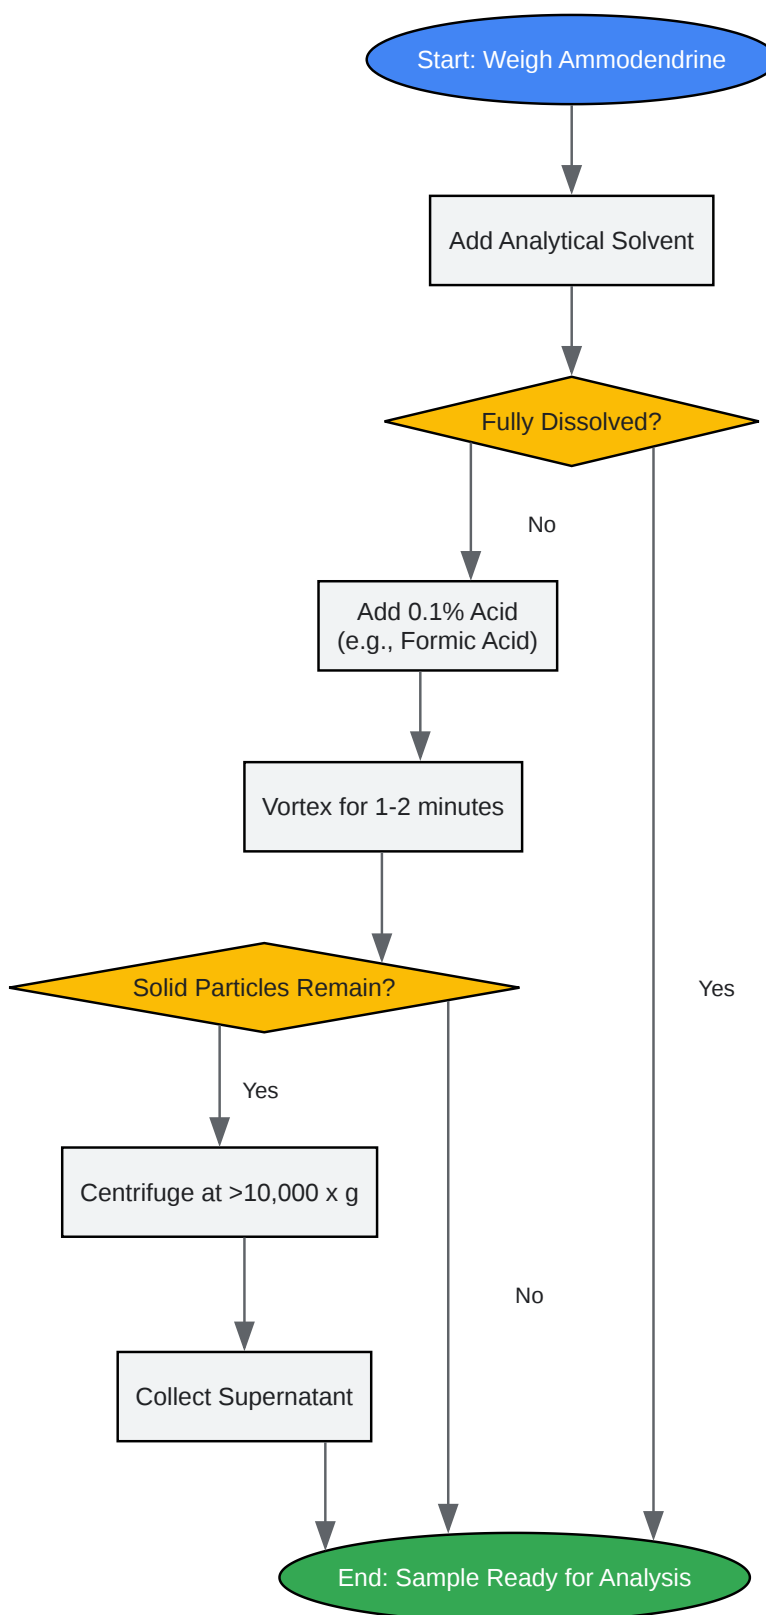 Start: Weigh Ammodendrine
Add Analytical Solvent
Fully Dissolved?
No
Add 0.1% Acid
(e.g., Formic Acid)
Vortex for 1-2 minutes
Solid Particles Remain?
Yes
Yes
Centrifuge at >10,000 x g
No
Collect Supernatant
End: Sample Ready for Analysis